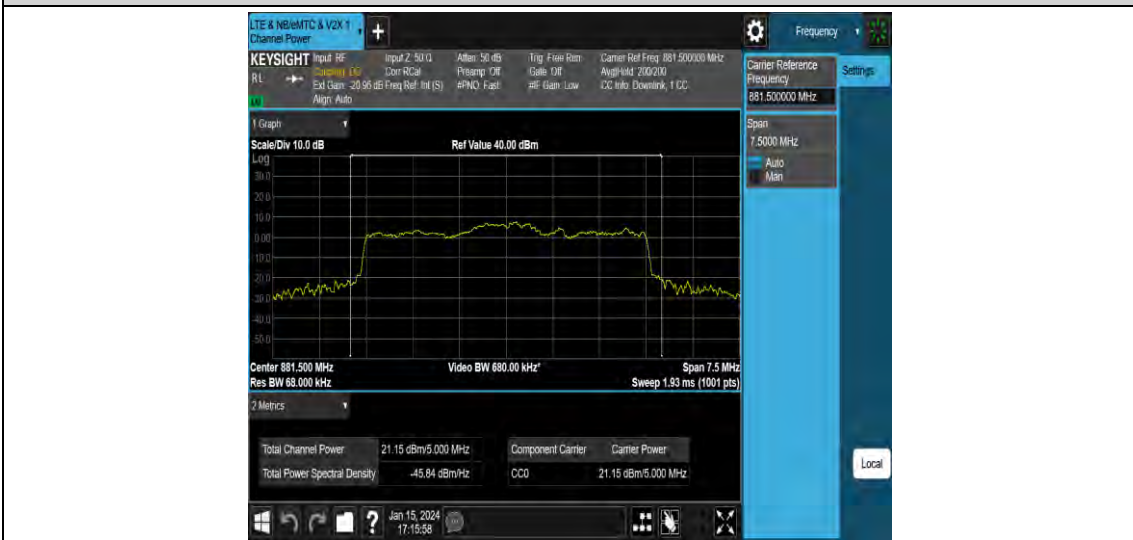 LTE & NB/eMTC & V2X 1
Channel Power
Frequency
KEYSIGHT
RL
Input: RF
Coupling: DC
Ext Gain: -20.96 dB
Align: Auto
Input Z: 50 Ω
Corr RCal
Freq Ref: Int (S)
Atten: 50 dB
Preamp: Off
#PNO: Fast
Trig: Free Run
Gate: Off
#IF Gain: Low
Carrier Ref Freq: 881.500000 MHz
Avg|Hold: 200/200
CC Info: Downlink, 1 CC
Carrier Reference
Frequency
881.500000 MHz
Settings
Span
7.5000 MHz
Auto
Man
1 Graph
Scale/Div 10.0 dB
Ref Value 40.00 dBm
Log
30.0
20.0
10.0
0.00
-10.0
-20.0
-30.0
-40.0
-50.0
Center 881.500 MHz
Video BW 680.00 kHz*
Span 7.5 MHz
Res BW 68.000 kHz
Sweep 1.93 ms (1001 pts)
2 Metrics
Total Channel Power 21.15 dBm/5.000 MHz
Total Power Spectral Density -45.84 dBm/Hz
Component Carrier Carrier Power
CC0 21.15 dBm/5.000 MHz
Local
?
Jan 15, 2024
17:15:58